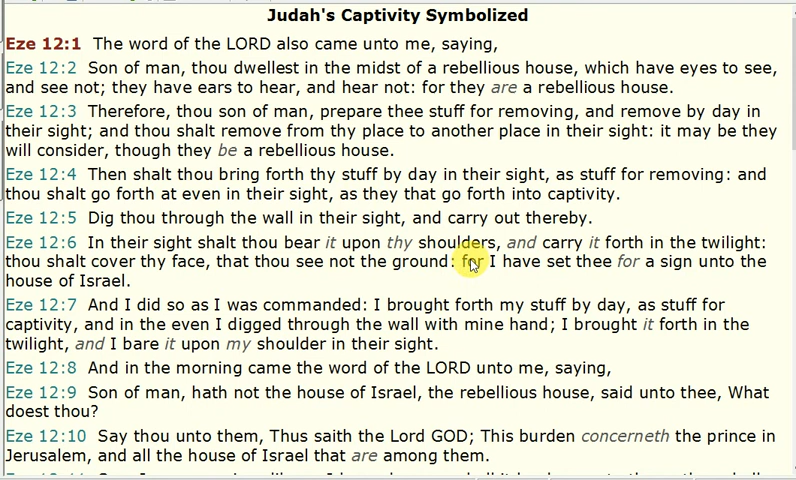 Judah's Captivity Symbolized
Eze 12:1 The word of the LORD also came unto me, saying,
Eze 12:2 Son of man, thou dwellest in the midst of a rebellious house, which have eyes to see,
and see not; they have ears to hear, and hear not: for they are a rebellious house.
Eze 12:3 Therefore, thou son of man, prepare thee stuff for removing, and remove by day in
their sight; and thou shalt remove from thy place to another place in their sight: it may be they
will consider, though they be a rebellious house.
Eze 12:4 Then shalt thou bring forth thy stuff by day in their sight, as stuff for removing: and
thou shalt go forth at even in their sight, as they that go forth into captivity.
Eze 12:5 Dig thou through the wall in their sight, and carry out thereby.
Eze 12:6 In their sight shalt thou bear it upon thy shoulders, and carry it forth in the twilight:
thou shalt cover thy face, that thou see not the ground: for I have set thee for a sign unto the
house of Israel.
Eze 12:7 And I did so as I was commanded: I brought forth my stuff by day, as stuff for
captivity, and in the even I digged through the wall with mine hand; I brought it forth in the
twilight, and I bare it upon my shoulder in their sight.
Eze 12:8 And in the morning came the word of the LORD unto me, saying,
Eze 12:9 Son of man, hath not the house of Israel, the rebellious house, said unto thee, What
doest thou?
Eze 12:10 Say thou unto them, Thus saith the Lord GOD; This burden concerneth the prince in
Jerusalem, and all the house of Israel that are among them.